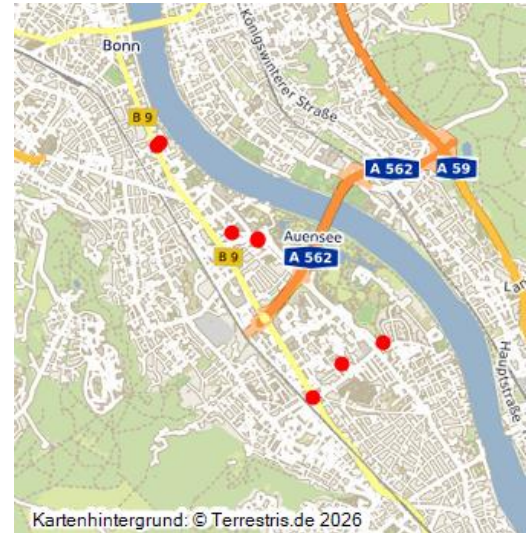 Bonn
Königswinterer Straße
B 9
A 562
A 59
Auensee
A 562
B 9
Hauptstraße
Kartenhintergrund: © Terrestris.de 2026